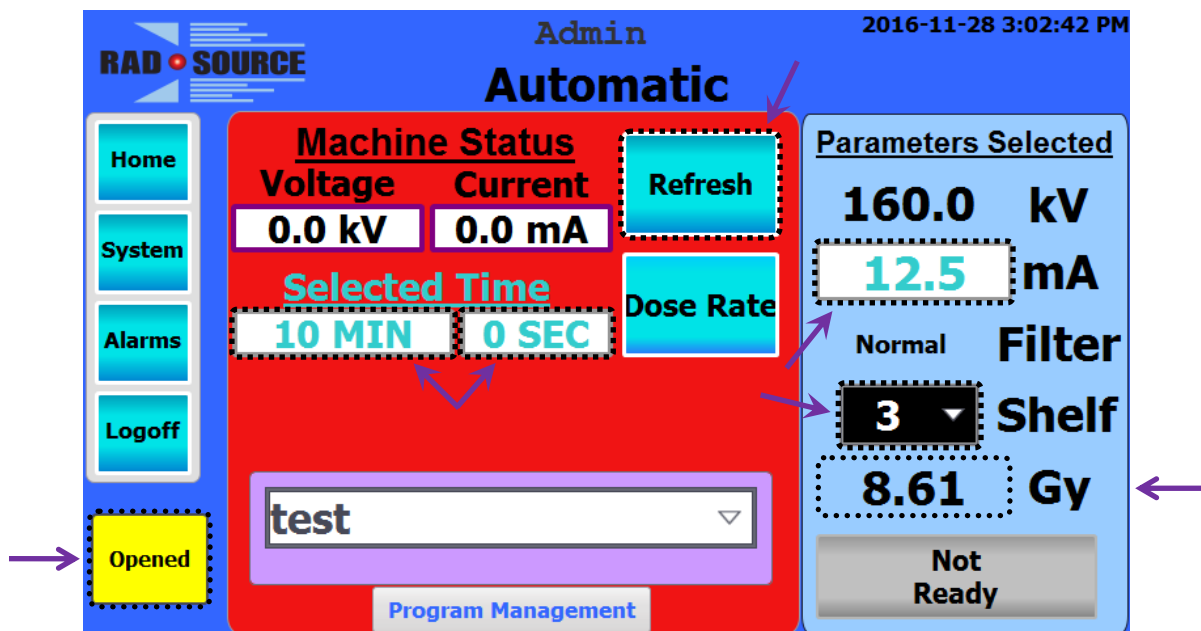 RAD SOURCE
Admin
2016-11-28 3:02:42 PM
Automatic
Home
System
Alarms
Logoff
Opened
Machine Status
Voltage Current
0.0 kV 0.0 mA
Refresh
Selected Time
10 MIN 0 SEC
Dose Rate
test
Program Management
Parameters Selected
160.0 kV
12.5 mA
Normal Filter
3 Shelf
8.61 Gy
Not
Ready